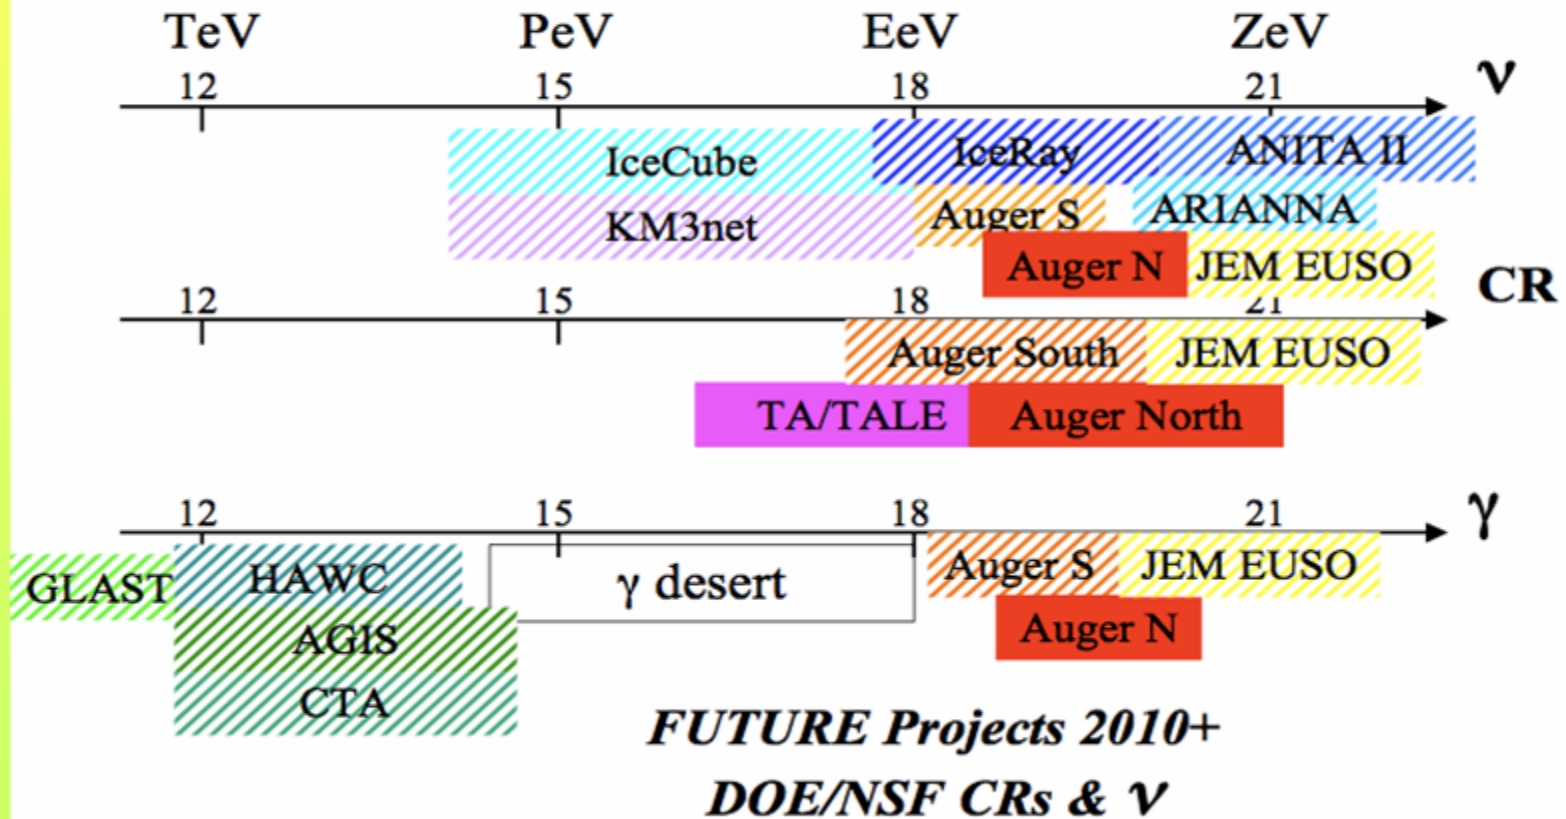 TeV PeV EeV ZeV
12 15 18 21 ν
IceCube IceRay ANITA II
KM3net Auger S ARIANNA
Auger N JEM EUSO CR
12 15 18 21
Auger South JEM EUSO
TA/TALE Auger North
12 15 18 21 γ
GLAST HAWC γ desert Auger S JEM EUSO
AGIS Auger N
CTA
FUTURE Projects 2010+
DOE/NSF CRs & ν